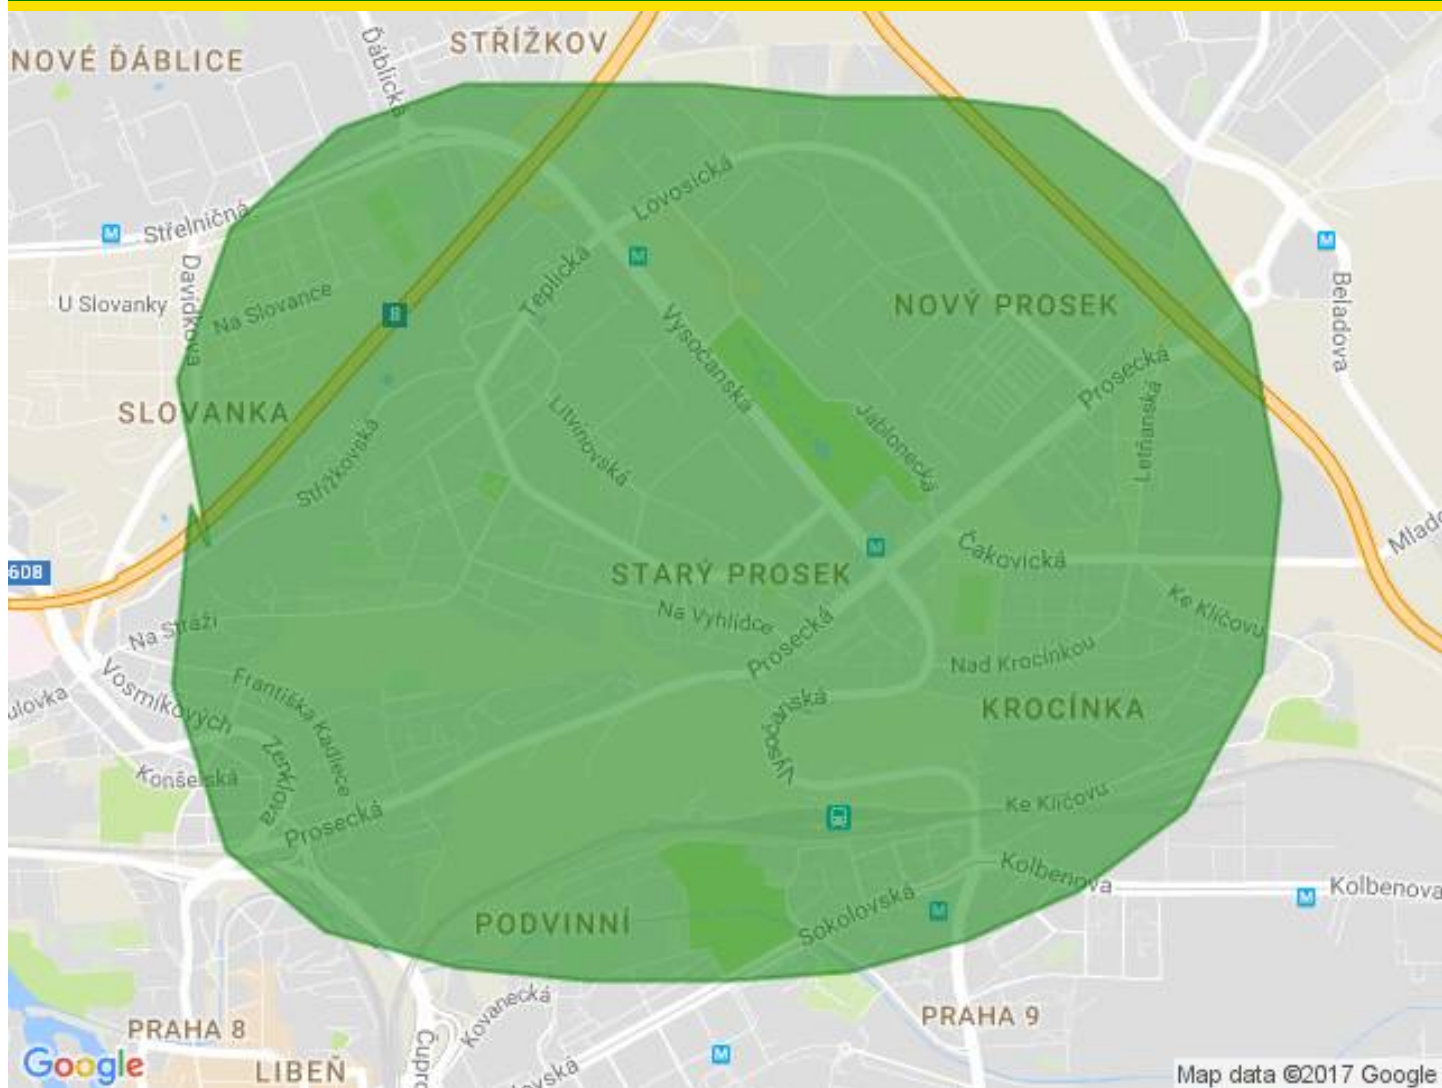 STŘÍŽKOV
NOVÉ ĎÁBLICE
Ďáblická
Lovosická
Střelničná
M
M
M
Teplická
Davídkova
U Slovanky
Na Slovance
NOVÝ PROSEK
Beladova
Vysočanská
Prosecká
SLOVANKA
Litvínovská
Jablonecká
Letňanská
Střížkovská
Čakovická
M
608
STARÝ PROSEK
Ke Klíčovu
Na Stráži
Na Vyhlídce
Prosecká
Nad Krocínkou
Vosmíkových
Františka Kadlece
KROCÍNKA
Vysočanská
Zenklova
Konšelská
Ke Klíčovu
Prosecká
Kolbenova
Kolbenova
M
Sokolovská
M
PODVINNÍ
Kovanecká
PRAHA 8
PRAHA 9
M
Google
LIBEŇ
Map data ©2017 Google